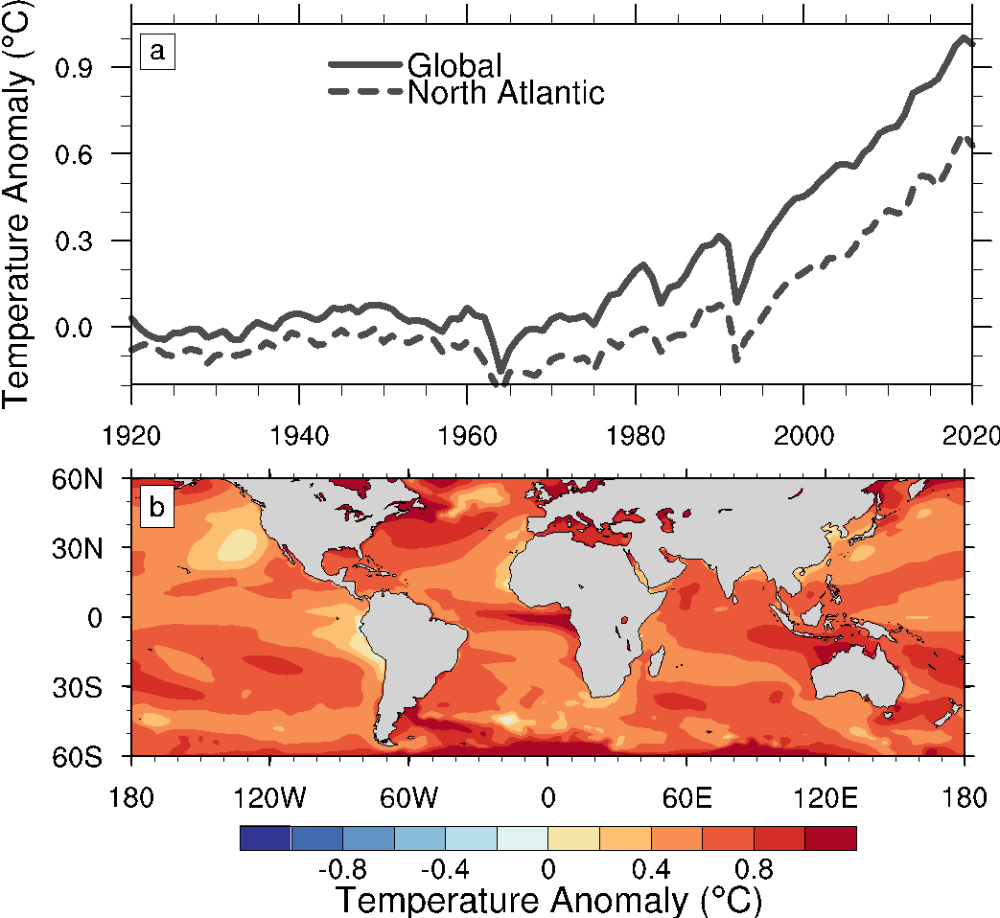 Temperature Anomaly (°C)
a
Global
North Atlantic
0.9
0.6
0.3
0.0
1920 1940 1960 1980 2000 2020
b
60N
30N
0
30S
60S
180 120W 60W 0 60E 120E 180
-0.8 -0.4 0 0.4 0.8
Temperature Anomaly (°C)